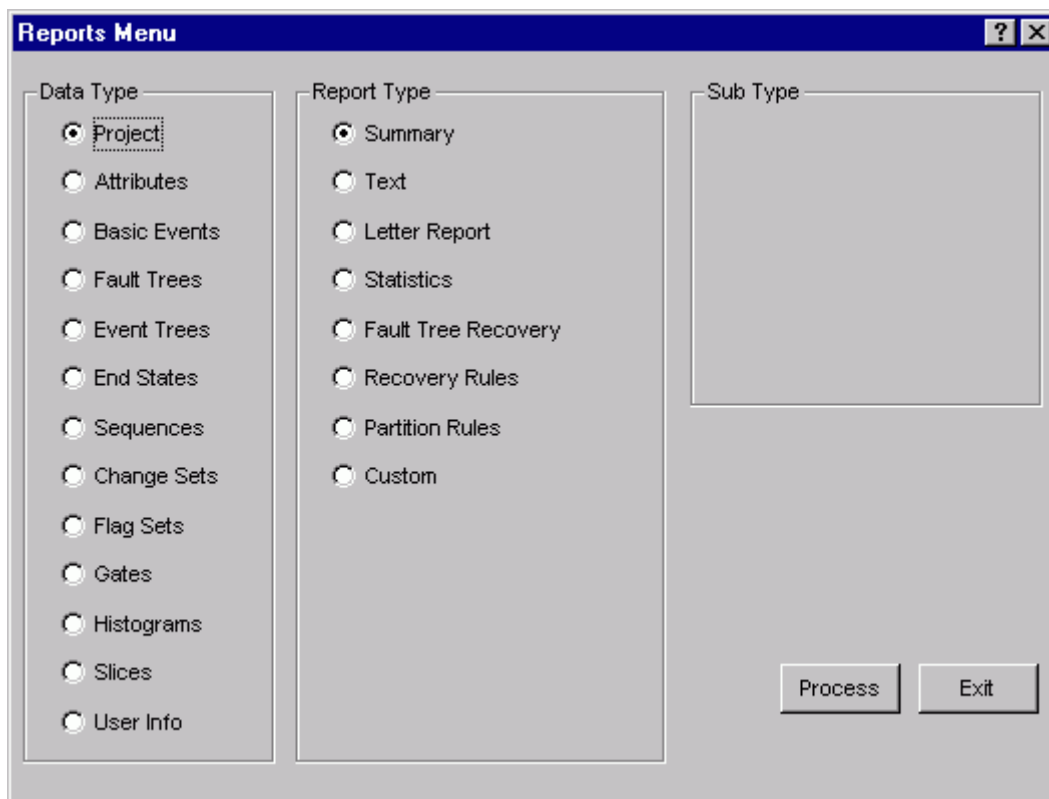 Reports Menu
Data Type
Project
Attributes
Basic Events
Fault Trees
Event Trees
End States
Sequences
Change Sets
Flag Sets
Gates
Histograms
Slices
User Info
Report Type
Summary
Text
Letter Report
Statistics
Fault Tree Recovery
Recovery Rules
Partition Rules
Custom
Sub Type
Process
Exit